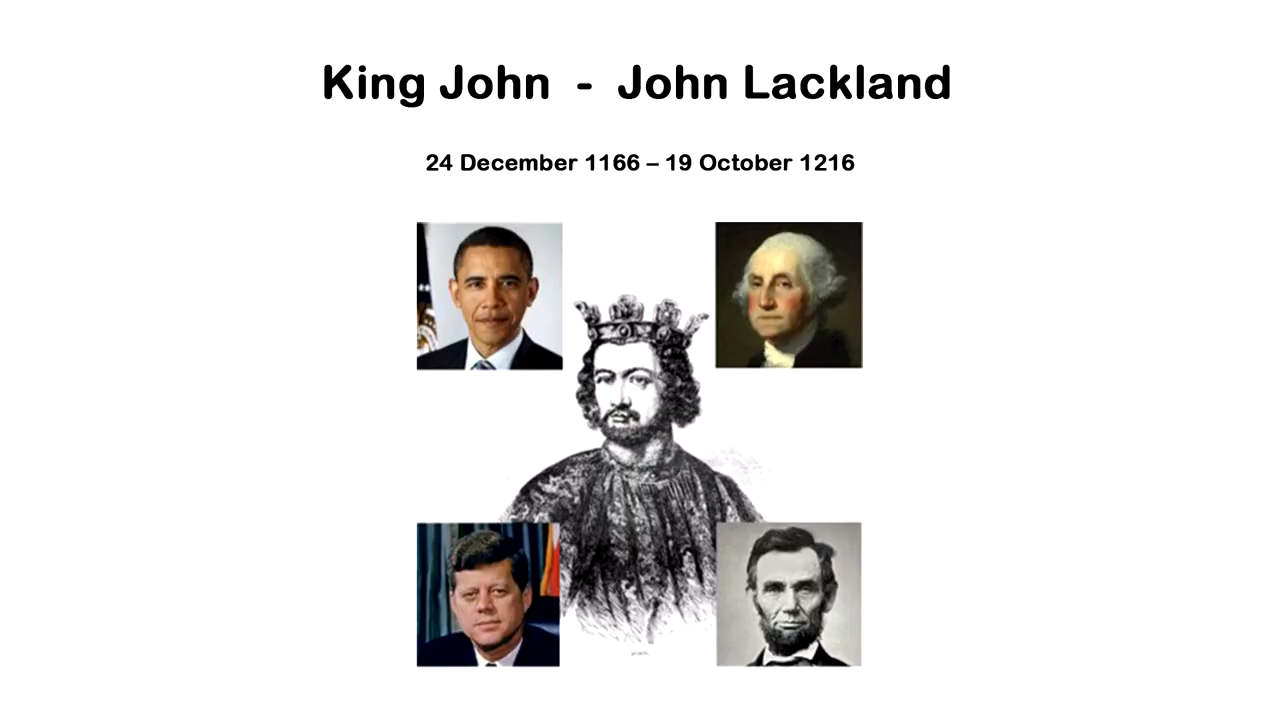 King John - John Lackland
24 December 1166 – 19 October 1216